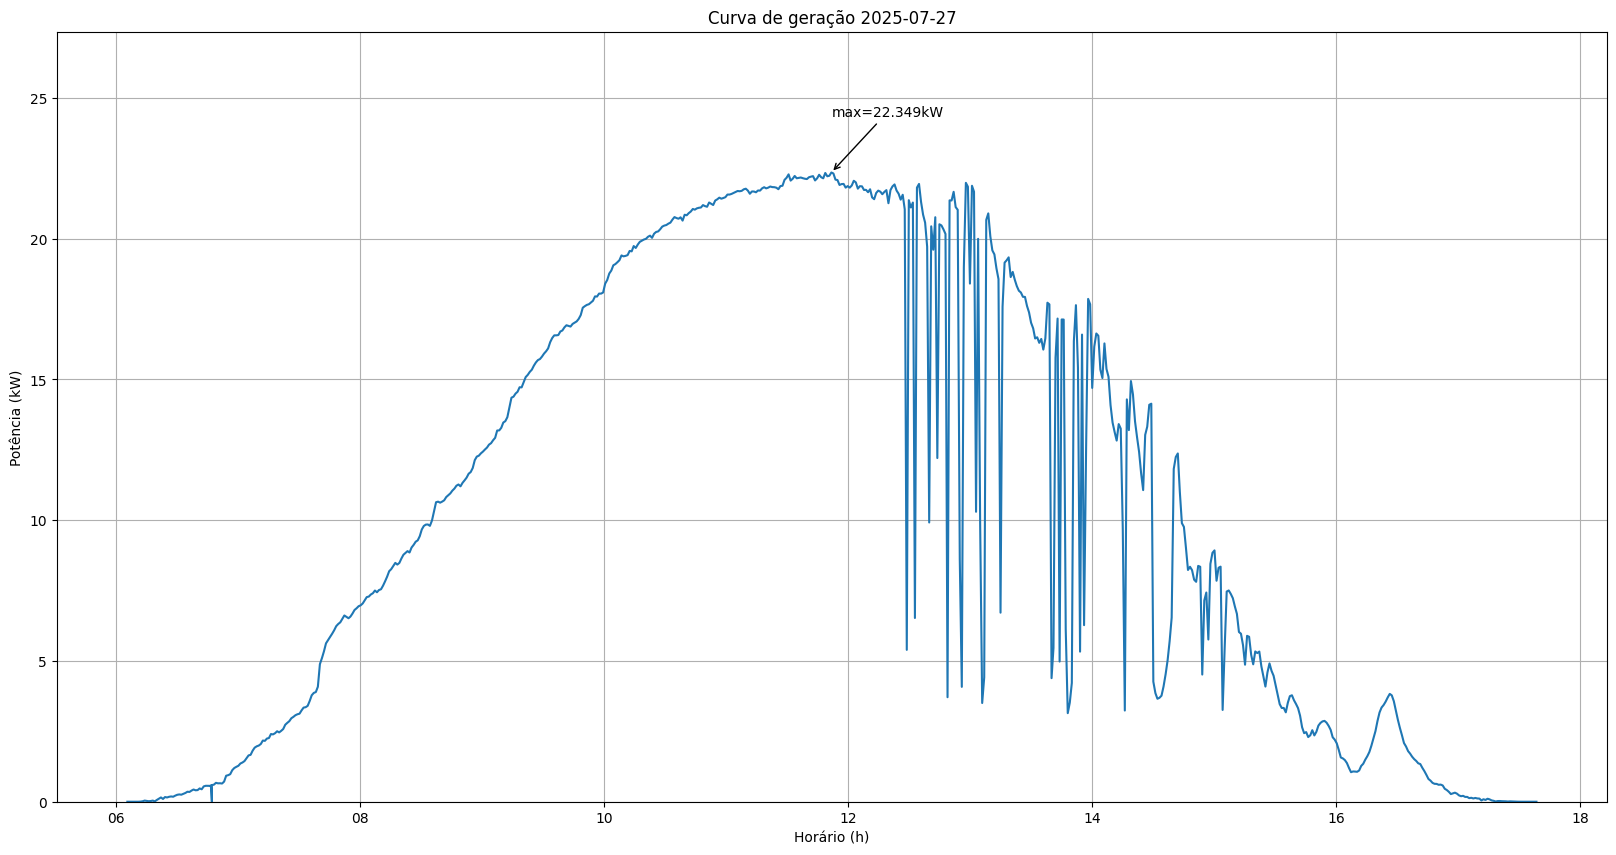 Curva de geração 2025-07-27
25
20
15
10
5
0
Potência (kW)
max=22.349kW
06 08 10 12 14 16 18
Horário (h)